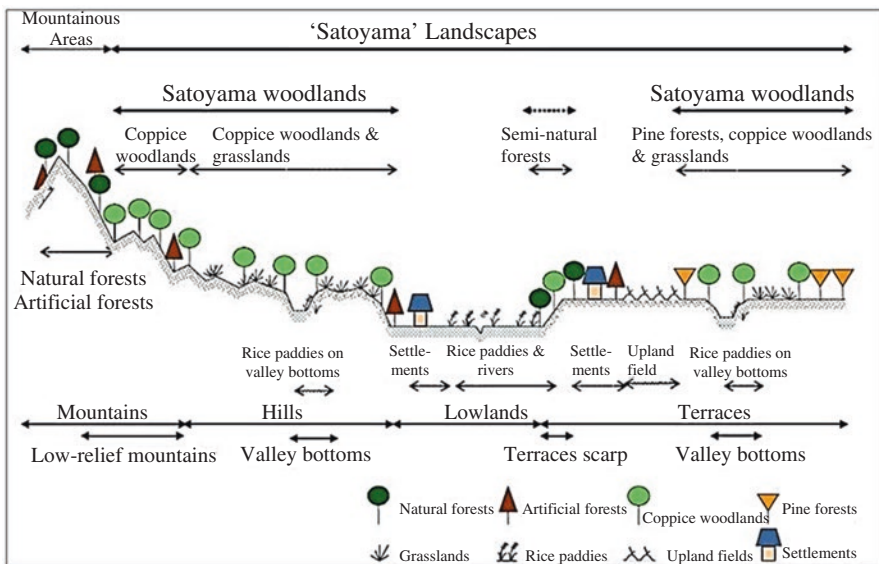 Mountainous
Areas
‘Satoyama’ Landscapes
Satoyama woodlands
Satoyama woodlands
Coppice
woodlands
Coppice woodlands &
grasslands
Semi-natural
forests
Pine forests, coppice woodlands
& grasslands
Natural forests
Artificial forests
Rice paddies on
valley bottoms
Settle-
ments
Rice paddies &
rivers
Settle-
ments
Upland
field
Rice paddies on
valley bottoms
Mountains
Hills
Lowlands
Terraces
Low-relief mountains
Valley bottoms
Terraces scarp
Valley bottoms
Natural forests
Artificial forests
Coppice woodlands
Pine forests
Grasslands
Rice paddies
Upland fields
Settlements